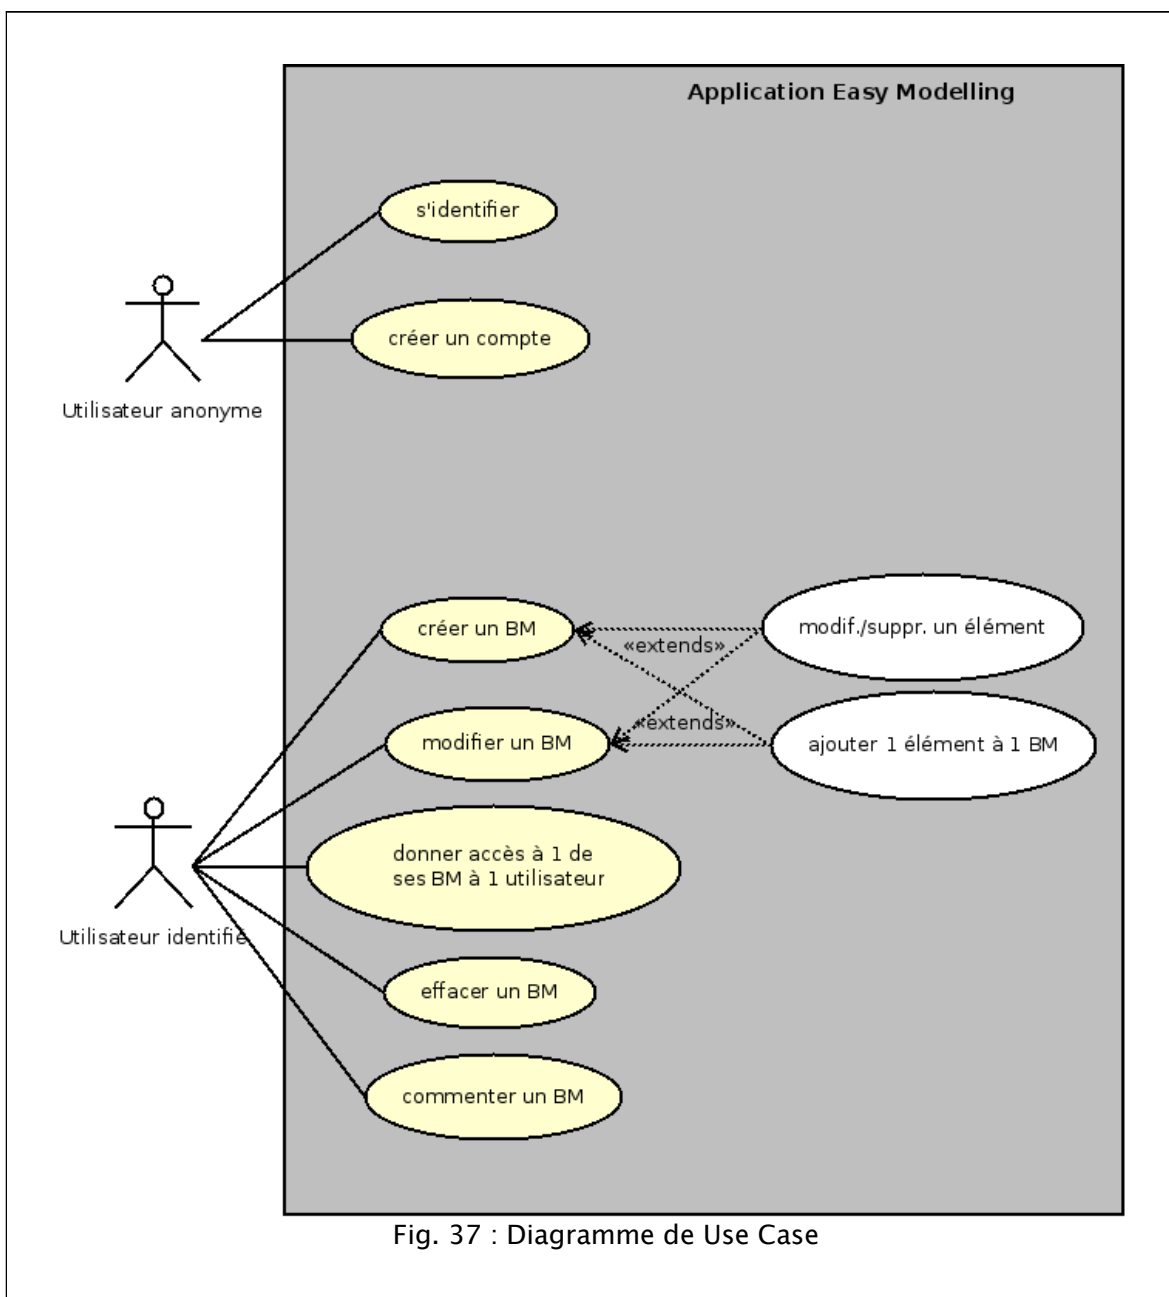 Application Easy Modelling
s'identifier
créer un compte
Utilisateur anonyme
créer un BM
«extends»
modif./suppr. un élément
modifier un BM
«extends»
ajouter 1 élément à 1 BM
donner accès à 1 de
ses BM à 1 utilisateur
Utilisateur identifié
effacer un BM
commenter un BM
Fig. 37 : Diagramme de Use Case